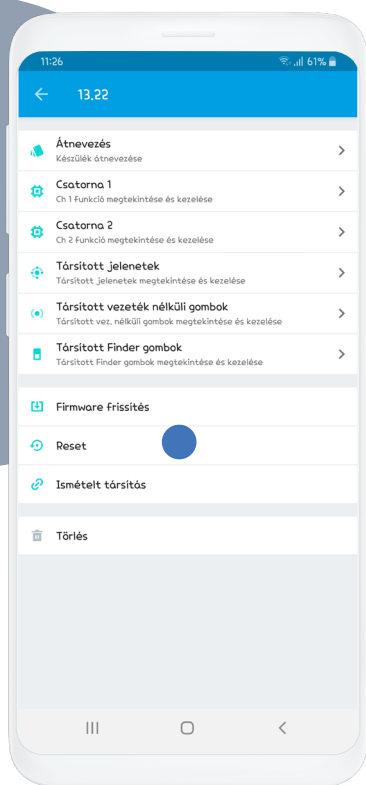 11:26
61%
13.22
Átnevezés
Készülék átnevezése
Csatorna 1
Ch 1 funkció megtekintése és kezelése
Csatorna 2
Ch 2 funkció megtekintése és kezelése
Társított jelenetek
Társított jelenetek megtekintése és kezelése
Társított vezeték nélküli gombok
Társított vez, nélküli gombok megtekintése és kezelése
Társított Finder gombok
Társított Finder gombok megtekintése és kezelése
Firmware frissítés
Reset
Ismételt társítás
Törlés